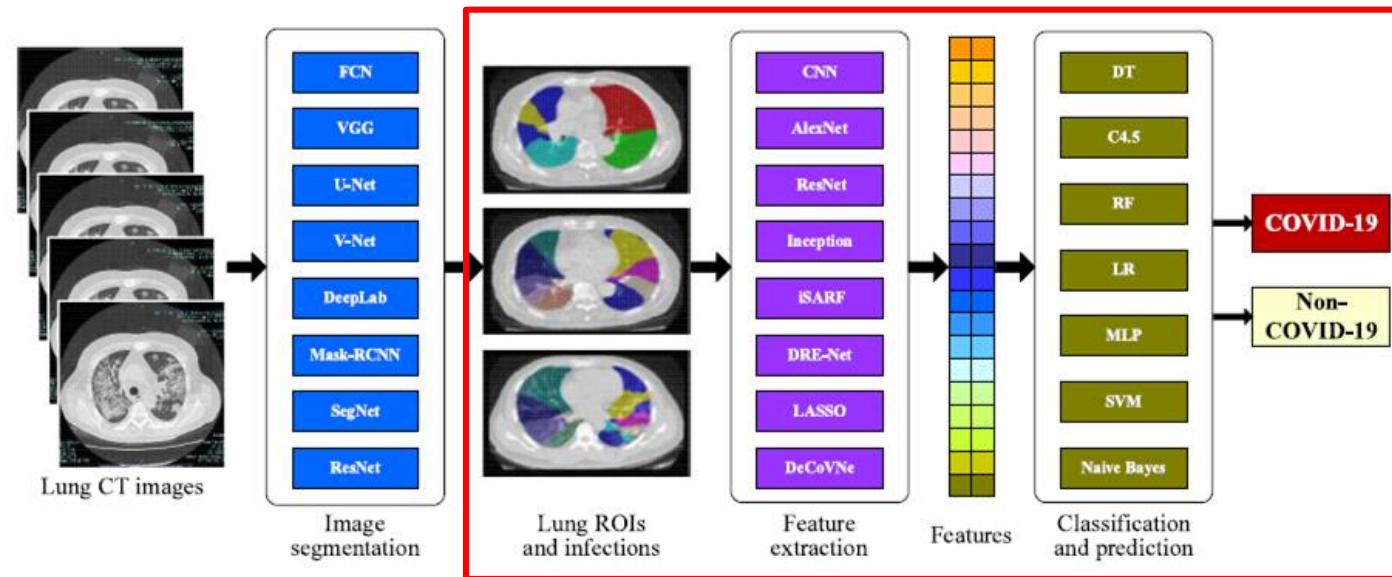 Lung CT images
FCN
VGG
U-Net
V-Net
DeepLab
Mask-RCNN
SegNet
ResNet
Image
segmentation
Lung ROIs
and infections
CNN
AlexNet
ResNet
Inception
iSARF
DRE-Net
LASSO
DeCoVNe
Feature
extraction
Features
DT
C4.5
RF
LR
MLP
SVM
Naive Bayes
Classification
and prediction
COVID-19
Non-
COVID-19